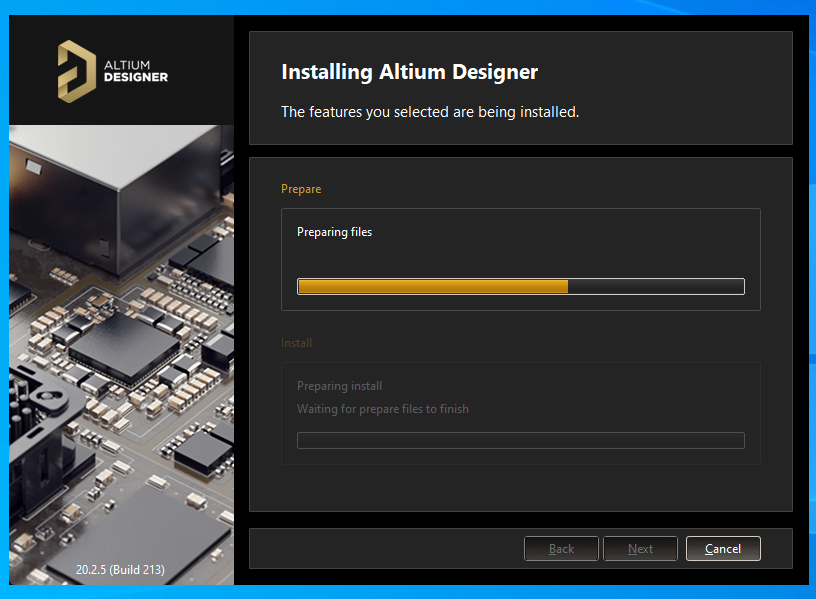 ALTIUM
DESIGNER
Installing Altium Designer
The features you selected are being installed.
Prepare
Preparing files
Install
Preparing install
Waiting for prepare files to finish
20.2.5 (Build 213)
Back
Next
Cancel